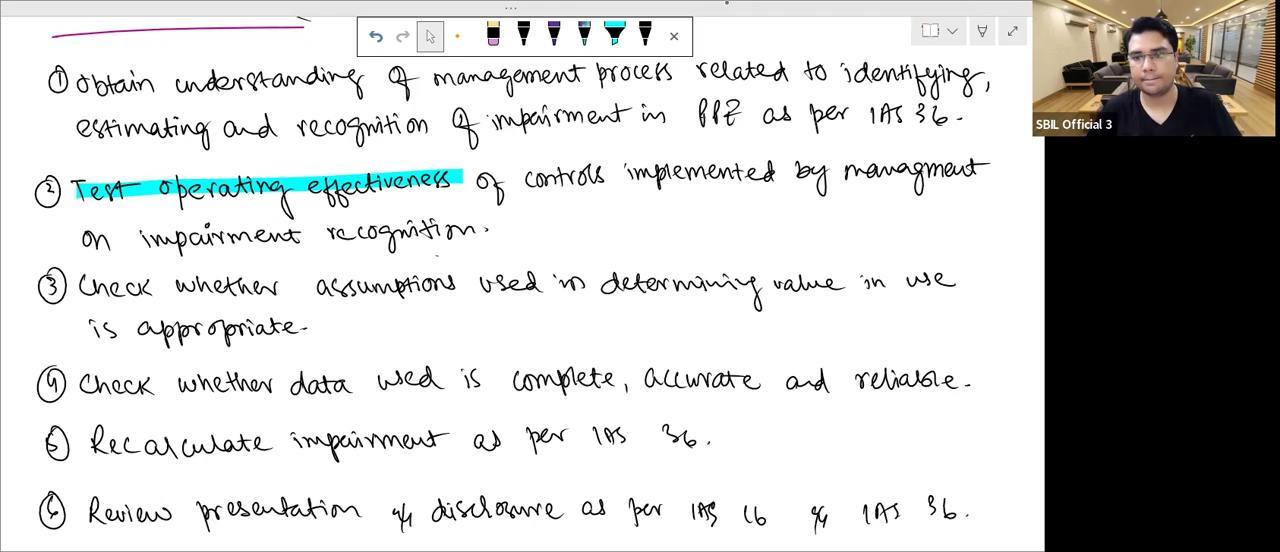 ① Obtain understanding of management process related to identifying,
estimating and recognition of impairment in PPE as per IAS 36.
② Test operating effectiveness of controls implemented by managment
on impairment recognition.
③ Check whether assumptions used in determining value in use
is appropriate.
④ Check whether data used is complete, accurate and reliable.
⑤ Recalculate impairment as per IAS 36.
⑥ Review presentation & disclosure as per IAS 16 & IAS 36.
SBIL Official 3